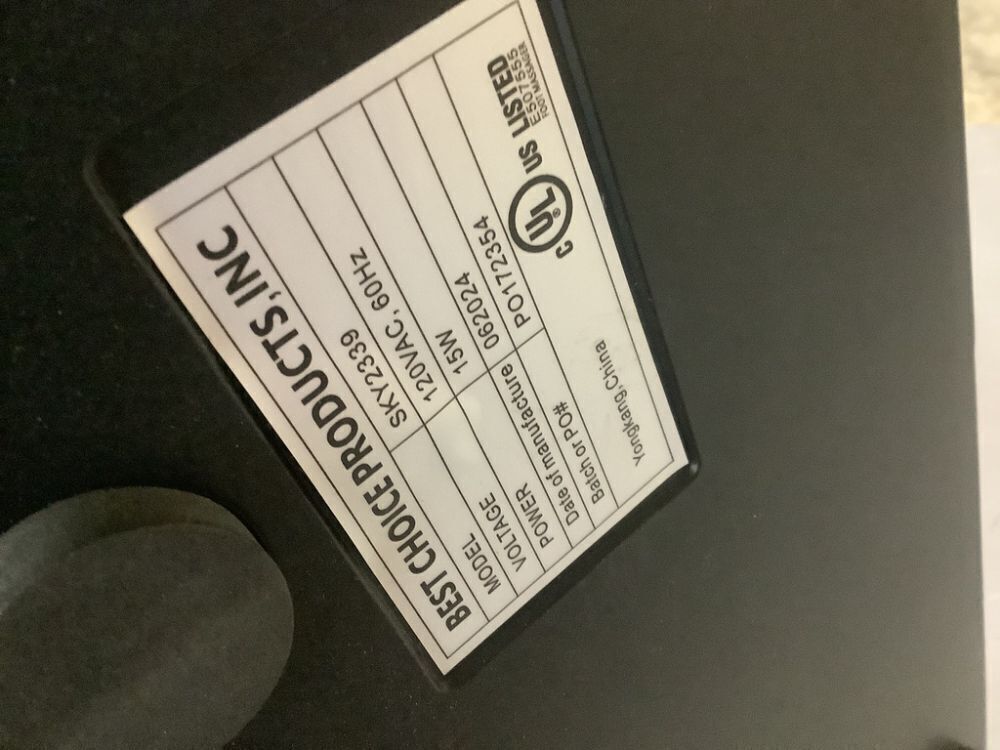 BEST CHOICE PRODUCTS,INC
MODEL SKY2339
VOLTAGE 120VAC, 60HZ
POWER 15W
Date of manufacture 062024
Batch or PO# PO172354
Yongkang,China
C UL® US LISTED
E507555
FOOT MASSAGER